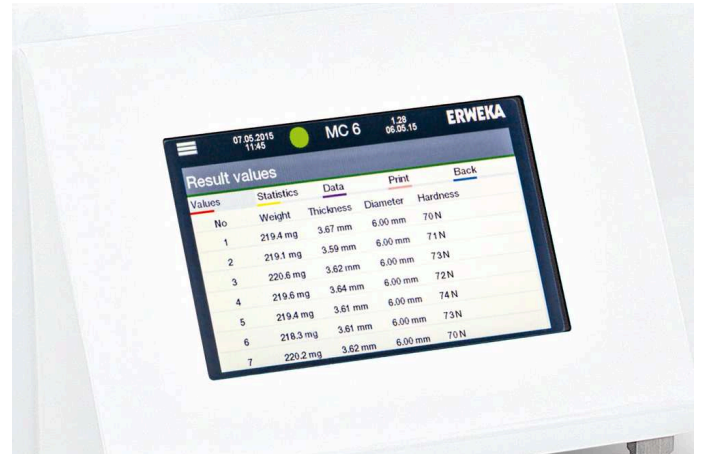 07.05.2015 11:45 MC 6 1.28 06.05.15 ERWEKA
Result values
Values Statistics Data Print Back
No Weight Thickness Diameter Hardness
1 219.4 mg 3.67 mm 6.00 mm 70 N
2 219.1 mg 3.59 mm 6.00 mm 71 N
3 220.6 mg 3.62 mm 6.00 mm 73 N
4 219.6 mg 3.64 mm 6.00 mm 72 N
5 219.4 mg 3.61 mm 6.00 mm 74 N
6 218.3 mg 3.61 mm 6.00 mm 73 N
7 220.2 mg 3.62 mm 6.00 mm 70 N